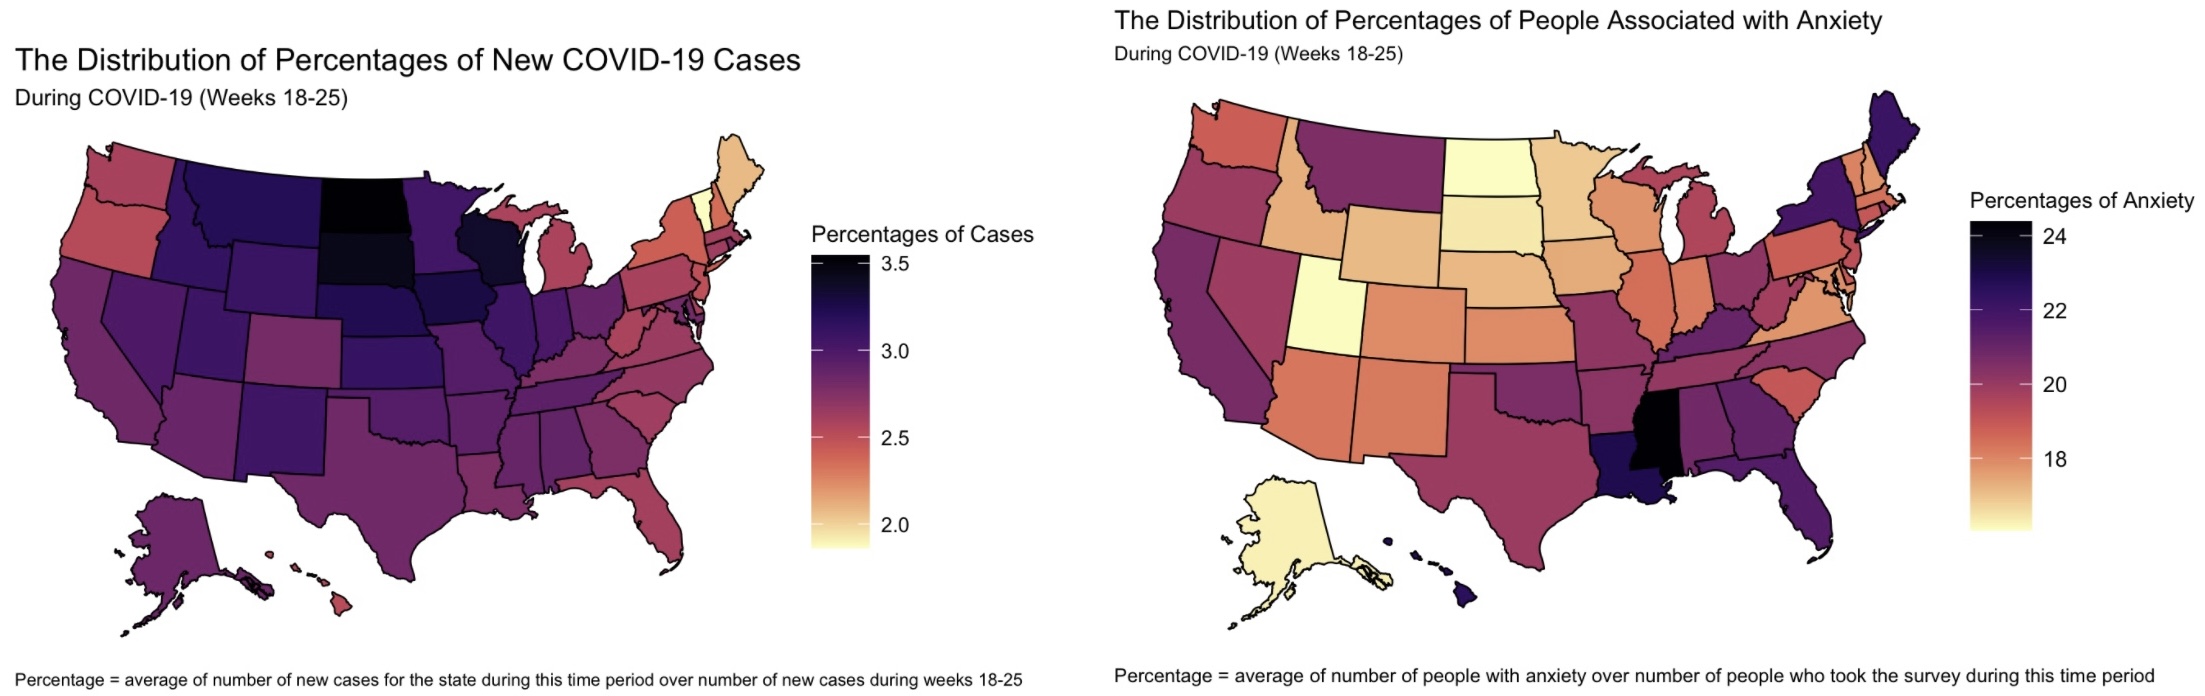 The Distribution of Percentages of New COVID-19 Cases
During COVID-19 (Weeks 18-25)
Percentages of Cases
3.5
3.0
2.5
2.0
Percentage = average of number of new cases for the state during this time period over number of new cases during weeks 18-25
The Distribution of Percentages of People Associated with Anxiety
During COVID-19 (Weeks 18-25)
Percentages of Anxiety
24
22
20
18
Percentage = average of number of people with anxiety over number of people who took the survey during this time period